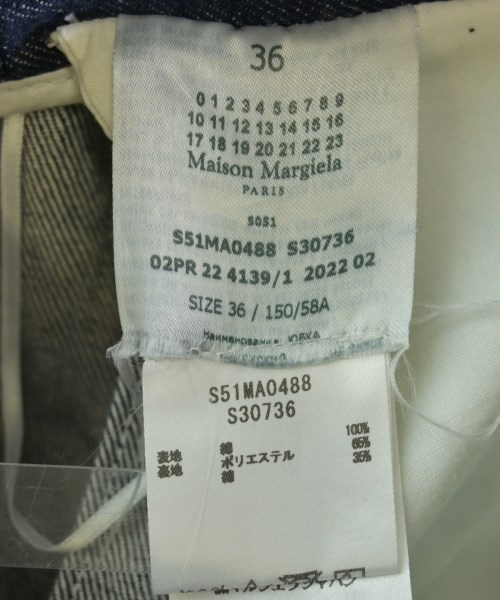 36
0 1 2 3 4 5 6 7 8 9
10 11 12 13 14 15 16
17 18 19 20 21 22 23
Maison Margiela
PARIS
S051
S51MA0488 S30736
02PR 22 4139/1 2022 02
SIZE 36 / 150/58A
Наименование: ЮБКА
S51MA0488
S30736
100%
表地 綿 65%
裏地 ポリエステル 35%
綿